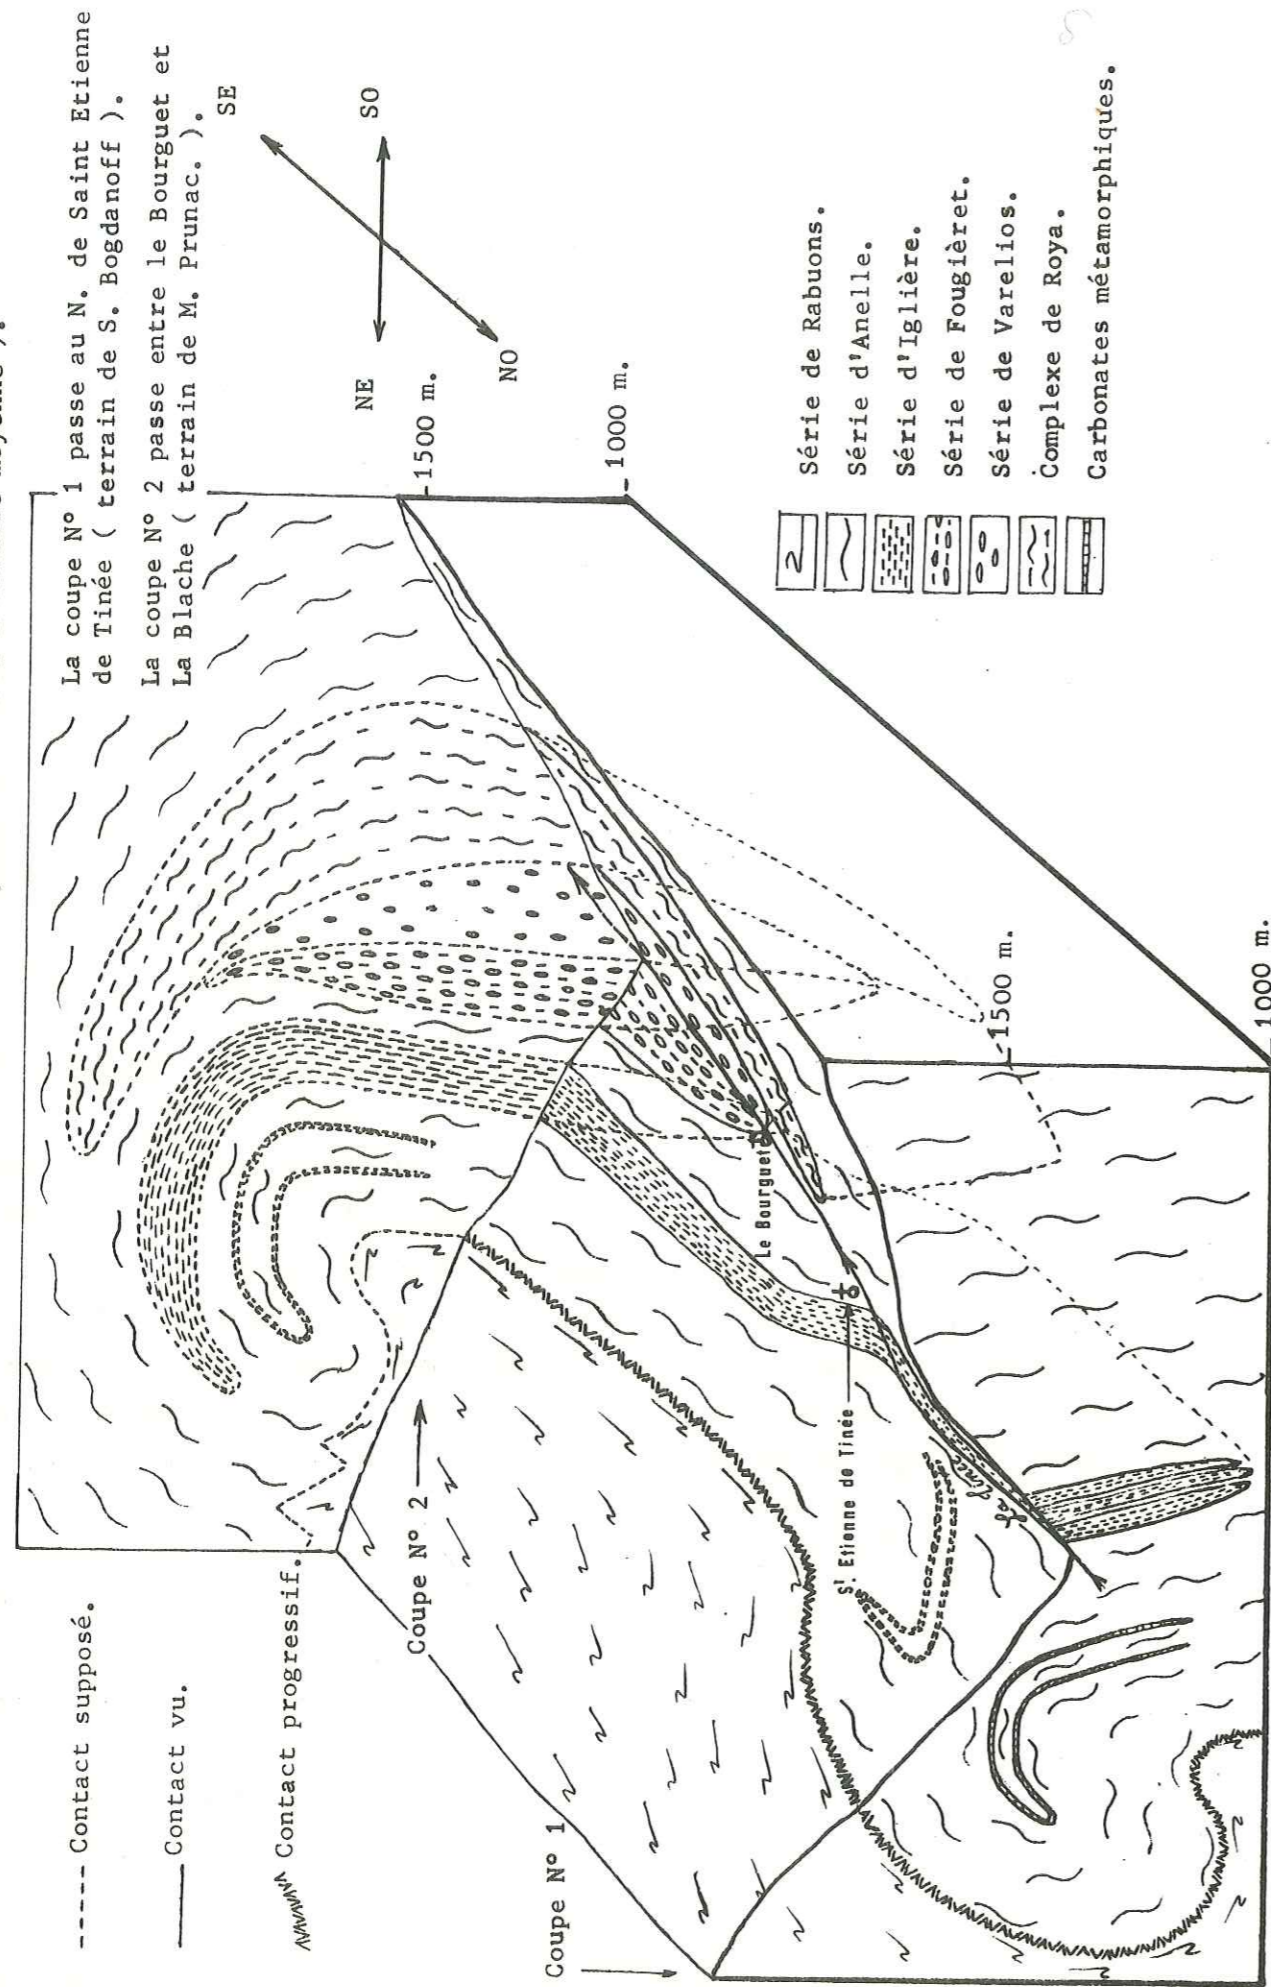 ---- Contact supposé.
—— Contact vu.
Contact progressif.
La coupe N° 1 passe au N. de Saint Etienne
de Tinée ( terrain de S. Bogdanoff ).
La coupe N° 2 passe entre le Bourguet et
La Blache ( terrain de M. Prunac. ).
SE
SO
NE
NO
1500 m.
1000 m.
Coupe N° 2
Coupe N° 1
Le Bourguet
St. Etienne de Tinée
La Tinée
1500 m.
1000 m.
Série de Rabuons.
Série d'Anelle.
Série d'Iglière.
Série de Fougièret.
Série de Varelios.
Complexe de Roya.
Carbonates métamorphiques.